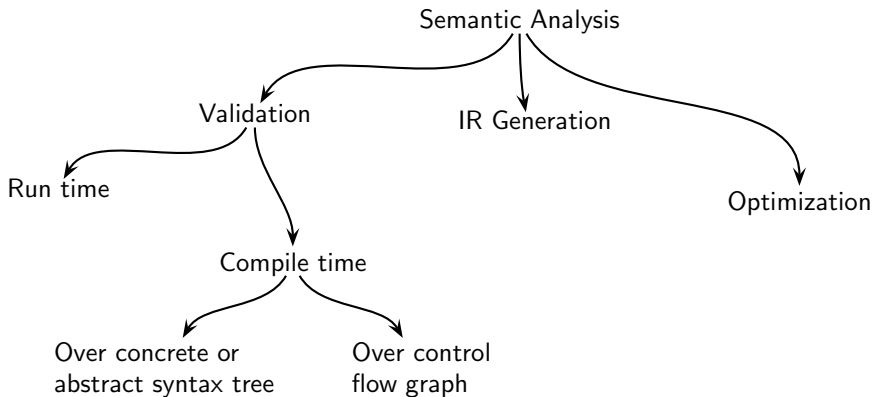 Semantic Analysis
Validation
IR Generation
Run time
Optimization
Compile time
Over concrete or
abstract syntax tree
Over control
flow graph